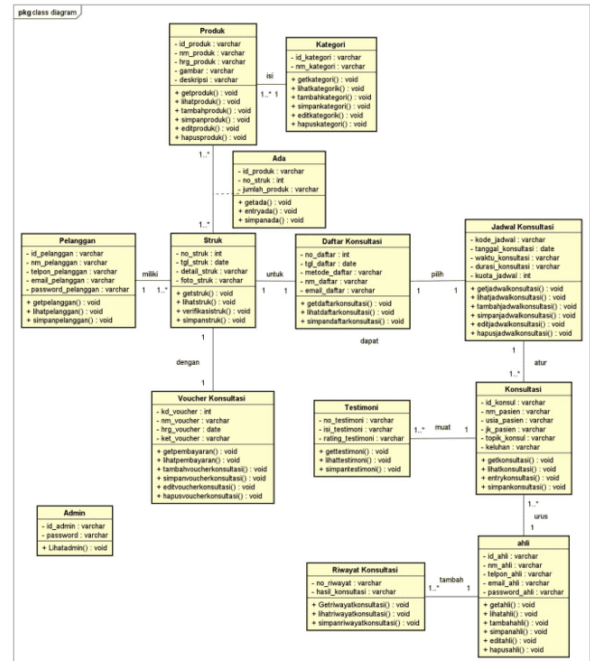 pkg class diagram
Produk
- id_produk : varchar
- nm_produk : varchar
- hrg_produk : varchar
- gambar : varchar
- deskripsi : varchar
+ getproduk() : void
+ lihatproduk() : void
+ tambahproduk() : void
+ simpanproduk() : void
+ editproduk() : void
+ hapusproduk() : void
isi
1..* 1
Kategori
- id_kategori : varchar
- nm_kategori : varchar
+ getkategori() : void
+ lihatkategorik() : void
+ tambahkategori() : void
+ simpankategori() : void
+ editkategorik() : void
+ hapuskategori() : void
1..*
Ada
- id_produk : varchar
- no_struk : int
- jumlah_produk : varchar
+ getada() : void
+ entryada() : void
+ simpanada() : void
1..*
Pelanggan
- id_pelanggan : varchar
- nm_pelanggan : varchar
- telpon_pelanggan : varchar
- email_pelanggan : varchar
- password_pelanggan : varchar
+ getpelanggan() : void
+ lihatpelanggan() : void
+ simpanpelanggan() : void
miliki
1 1..*
Struk
- no_struk : int
- tgl_struk : date
- detail_struk : varchar
- foto_struk : varchar
+ getstruk() : void
+ lihatstruk() : void
+ verifikasistruk() : void
+ simpanstruk() : void
untuk
1 1
Daftar Konsultasi
- no_daftar : int
- tgl_daftar : date
- metode_daftar : varchar
- nm_daftar : varchar
- email_daftar : varchar
+ getdaftarkonsultasi() : void
+ lihatdaftarkonsultasi() : void
+ simpandaftarkonsultasi() : void
dapat
pilih
1 1
Jadwal Konsultasi
- kode_jadwal : varchar
- tanggal_konsultasi : date
- waktu_konsultasi : varchar
- durasi_konsultasi : varchar
- kuota_jadwal : int
+ getjadwalkonsultasi() : void
+ lihatjadwalkonsultasi() : void
+ tambahjadwalkonsultasi() : void
+ simpanjadwalkonsultasi() : void
+ editjadwalkonsultasi() : void
+ hapusjadwalkonsultasi() : void
1
dengan
1
1
atur
1..*
Voucher Konsultasi
- kd_voucher : int
- nm_voucher : varchar
- hrg_voucher : date
- ket_voucher : varchar
+ getpembayaran() : void
+ lihatpembayaran() : void
+ tambahvoucherkonsultasi() : void
+ simpanvoucherkonsultasi() : void
+ editvoucherkonsultasi() : void
+ hapusvoucherkonsultasi() : void
Testimoni
- no_testimoni : varchar
- isi_testimoni : varchar
- rating_testimoni : varchar
+ gettestimoni() : void
+ lihattestimoni() : void
+ simpantestimoni() : void
1..* muat 1
Konsultasi
- id_konsul : varchar
- nm_pasien : varchar
- usia_pasien : varchar
- jk_pasien : varchar
- topik_konsul : varchar
- keluhan : varchar
+ getkonsultasi() : void
+ lihatkonsultasi() : void
+ entrykonsultasi() : void
+ simpankonsultasi() : void
1..*
urus
1
Admin
- id_admin : varchar
- password : varchar
+ Lihatadmin() : void
Riwayat Konsultasi
- no_riwayat : varchar
- hasil_konsultasi : varchar
+ Getriwayatkonsultasi() : void
+ lihatriwayatkonsultasi() : void
+ simpanriwayatkonsultasi() : void
tambah
1..* 1
ahli
- id_ahli : varchar
- nm_ahli : varchar
- telpon_ahli : varchar
- email_ahli : varchar
- password_ahli : varchar
+ getahli() : void
+ lihatahli() : void
+ tambahahli() : void
+ simpanahli() : void
+ editahli() : void
+ hapusahli() : void